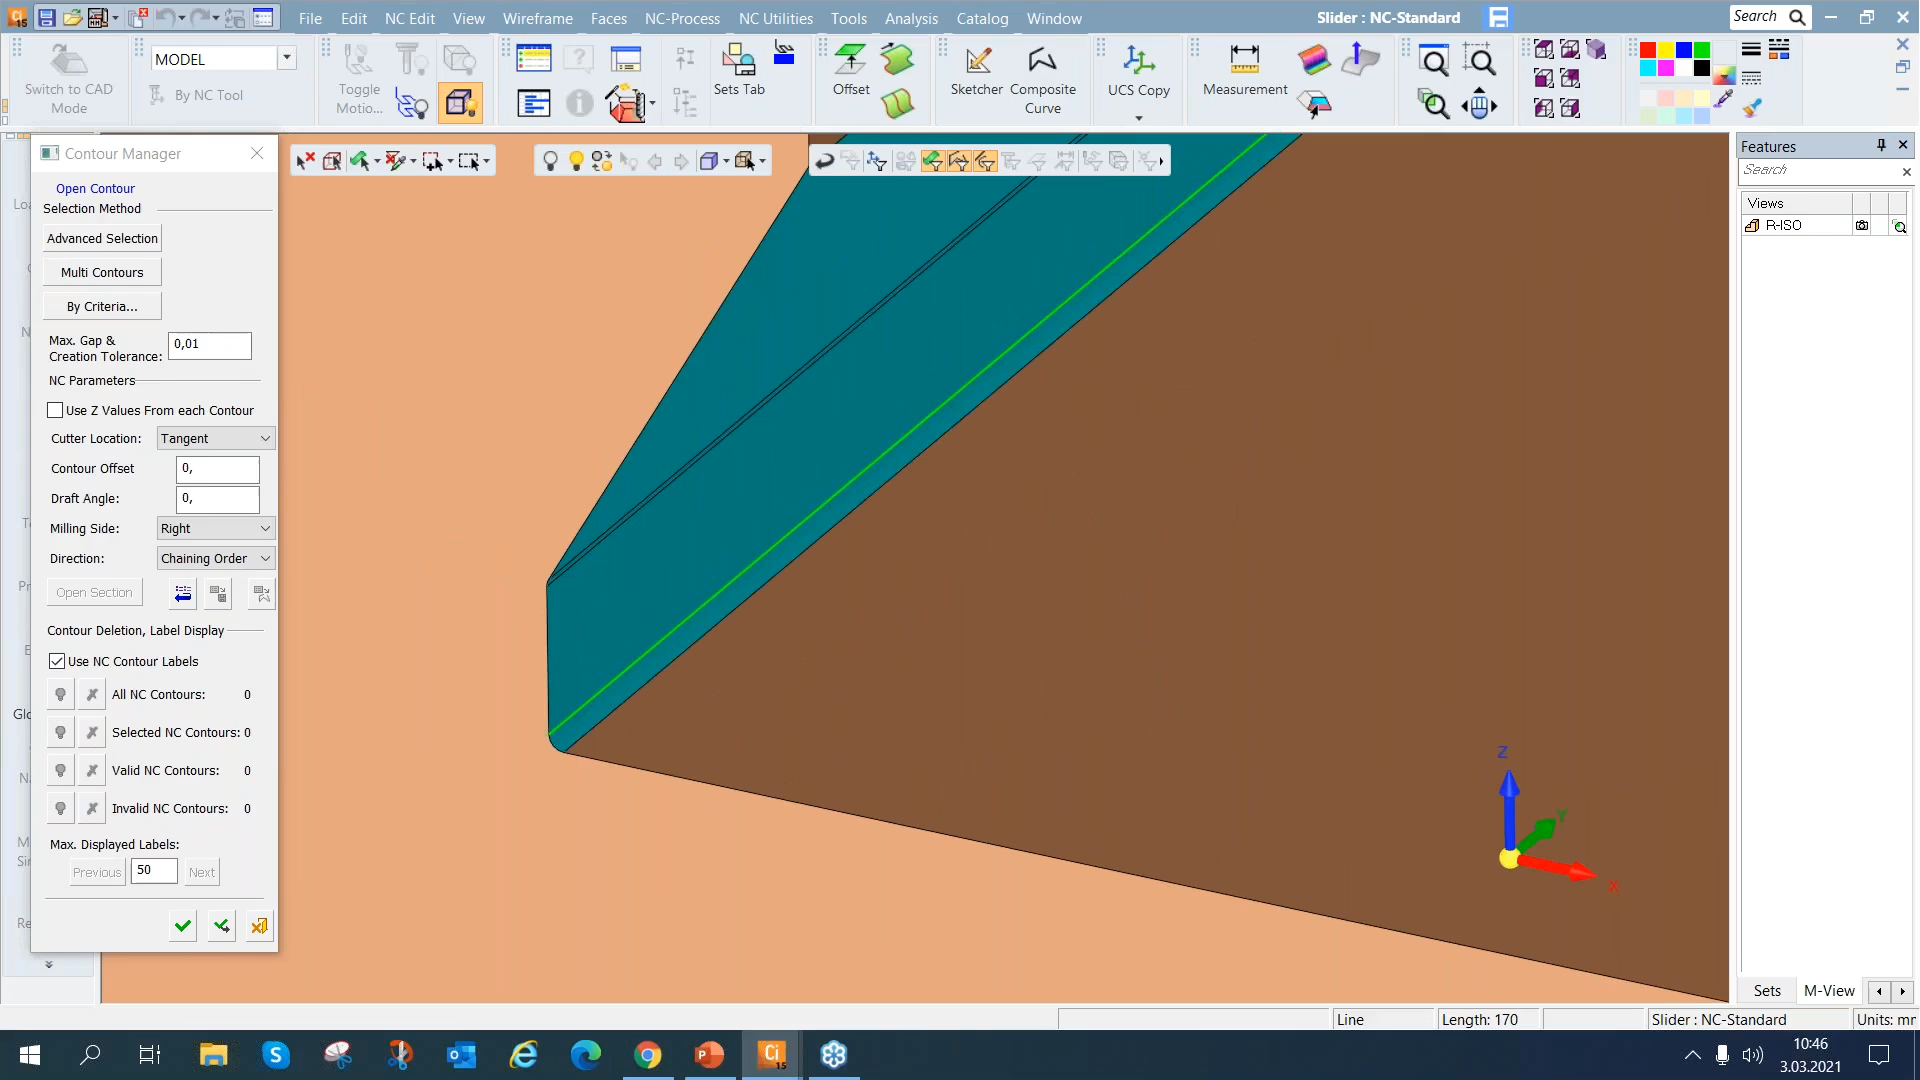 File Edit NC Edit View Wireframe Faces NC-Process NC Utilities Tools Analysis Catalog Window
Slider : NC-Standard
Search
Switch to CAD
Mode
MODEL
By NC Tool
Toggle
Motio...
Sets Tab
Offset
Sketcher
Composite
Curve
UCS Copy
Measurement
Contour Manager
Open Contour
Selection Method
Advanced Selection
Multi Contours
By Criteria...
Max. Gap &
Creation Tolerance:
0,01
NC Parameters
Use Z Values From each Contour
Cutter Location: Tangent
Contour Offset 0,
Draft Angle: 0,
Milling Side: Right
Direction: Chaining Order
Open Section
Contour Deletion, Label Display
Use NC Contour Labels
All NC Contours: 0
Selected NC Contours: 0
Valid NC Contours: 0
Invalid NC Contours: 0
Max. Displayed Labels:
Previous 50 Next
Z
Y
X
Features
Search
Views
R-ISO
Sets M-View
Line
Length: 170
Slider : NC-Standard
Units: mm
10:46
3.03.2021